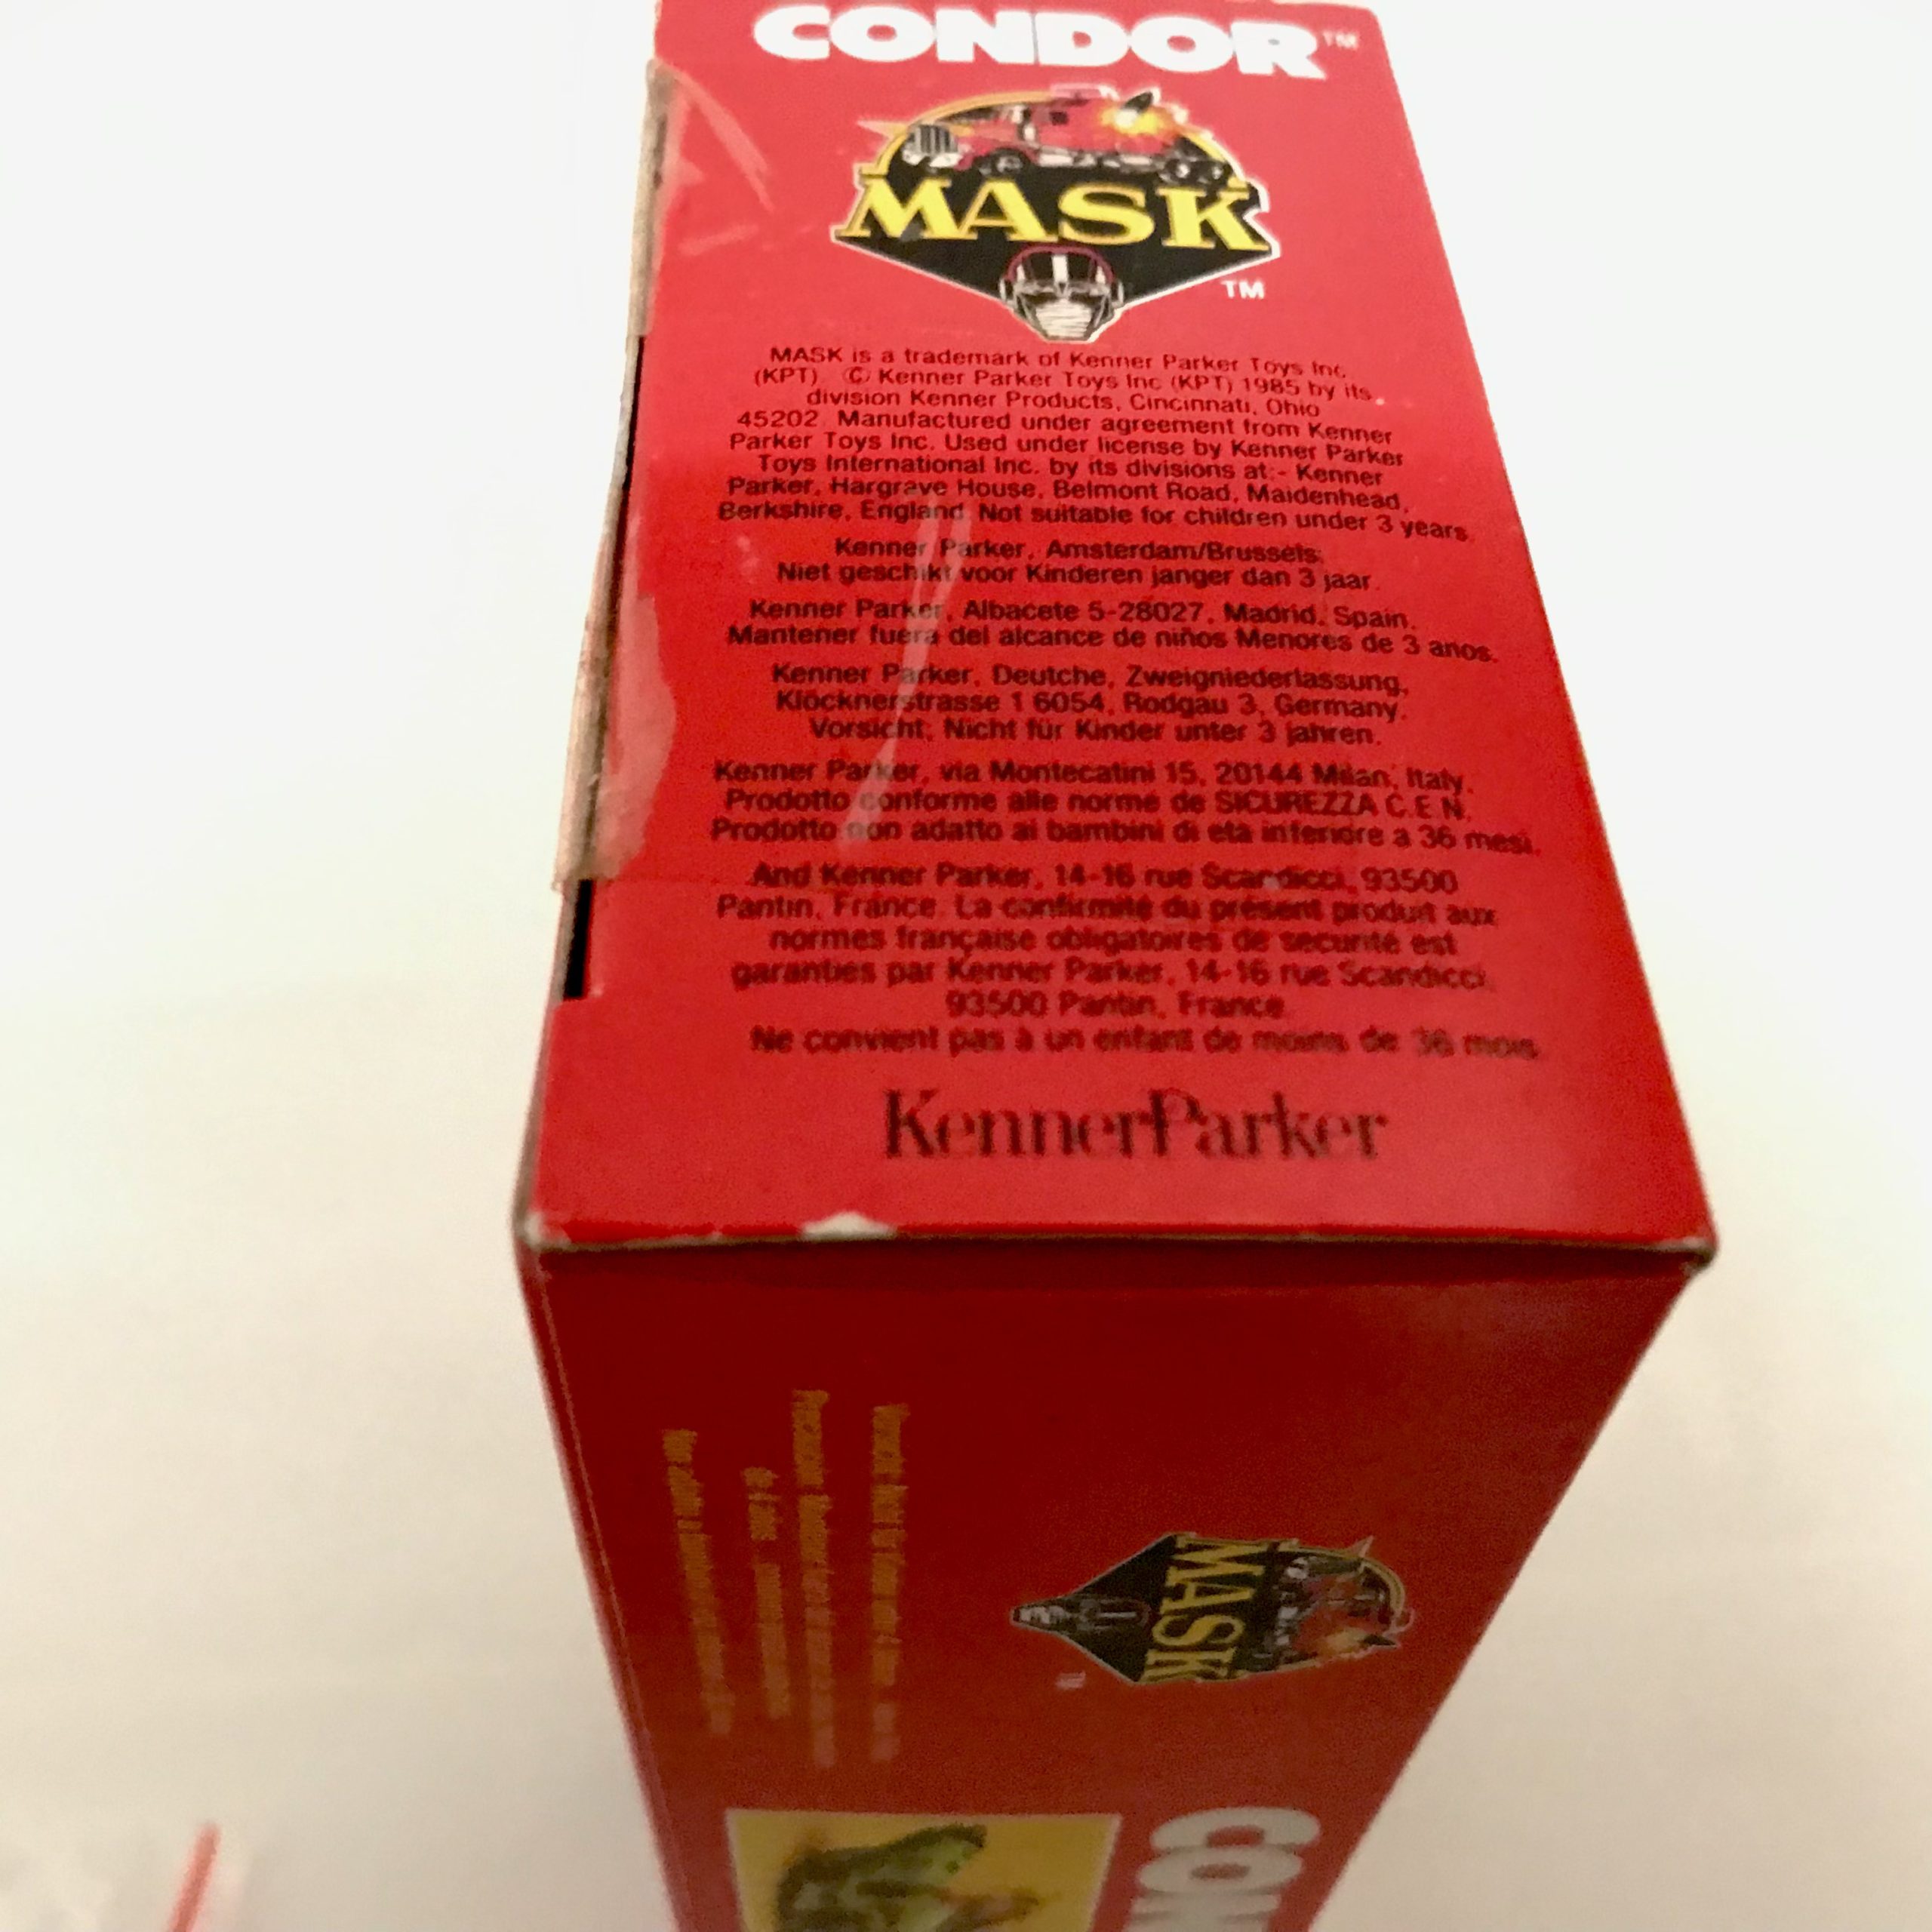 CONDOR™
MASK
TM
MASK is a trademark of Kenner Parker Toys Inc.
(KPT) © Kenner Parker Toys Inc (KPT) 1985 by its
division Kenner Products, Cincinnati, Ohio
45202. Manufactured under agreement from Kenner
Parker Toys Inc. Used under license by Kenner Parker
Toys International Inc. by its divisions at:- Kenner
Parker, Hargrave House, Belmont Road, Maidenhead,
Berkshire, England. Not suitable for children under 3 years.
Kenner Parker, Amsterdam/Brussels.
Niet geschikt voor Kinderen janger dan 3 jaar.
Kenner Parker, Albacete 5-28027, Madrid, Spain.
Mantener fuera del alcance de niños Menores de 3 anos.
Kenner Parker, Deutche, Zweigniederlassung,
Klöcknerstrasse 1 6054, Rodgau 3, Germany.
Vorsicht: Nicht für Kinder unter 3 jahren.
Kenner Parker, via Montecatini 15, 20144 Milan, Italy.
Prodotto conforme alle norme de SICUREZZA C.E.N.
Prodotto non adatto ai bambini di eta inferiore a 36 mesi.
And Kenner Parker, 14-16 rue Scandicci, 93500
Pantin, France. La confirmité du présent produit aux
normes française obligatoires de securité est
garanties par Kenner Parker, 14-16 rue Scandicci,
93500 Pantin, France.
Ne convient pas à un enfant de moins de 36 mois.
KennerParker
MASK
CON